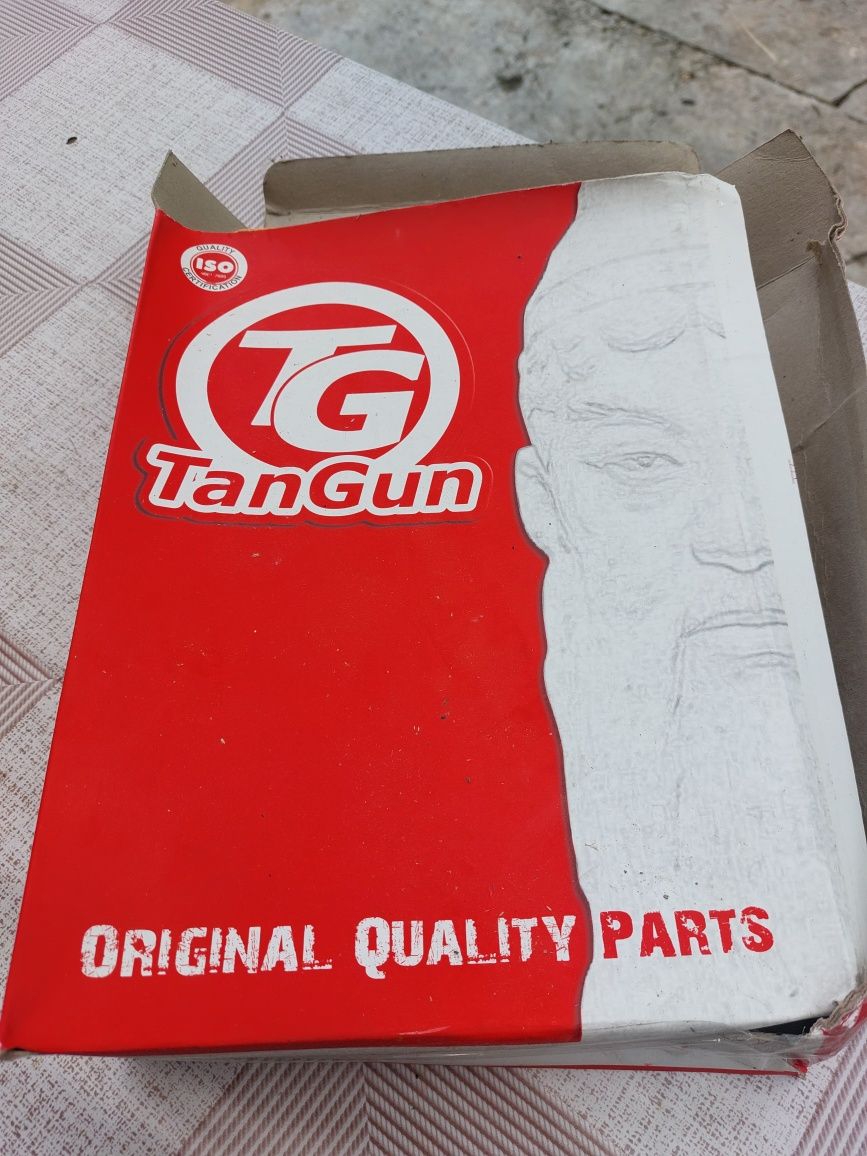 QUALITY
ISO
CERTIFICATION
TG
TanGun
ORIGINAL QUALITY PARTS